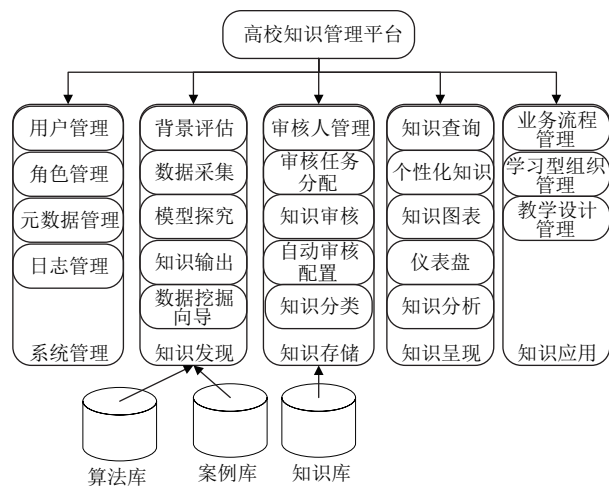 高校知识管理平台
用户管理
角色管理
元数据管理
日志管理
系统管理
背景评估
数据采集
模型探究
知识输出
数据挖掘
向导
知识发现
审核人管理
审核任务
分配
知识审核
自动审核
配置
知识分类
知识存储
知识查询
个性化知识
知识图表
仪表盘
知识分析
知识呈现
业务流程
管理
学习型组织
管理
教学设计
管理
知识应用
算法库
案例库
知识库